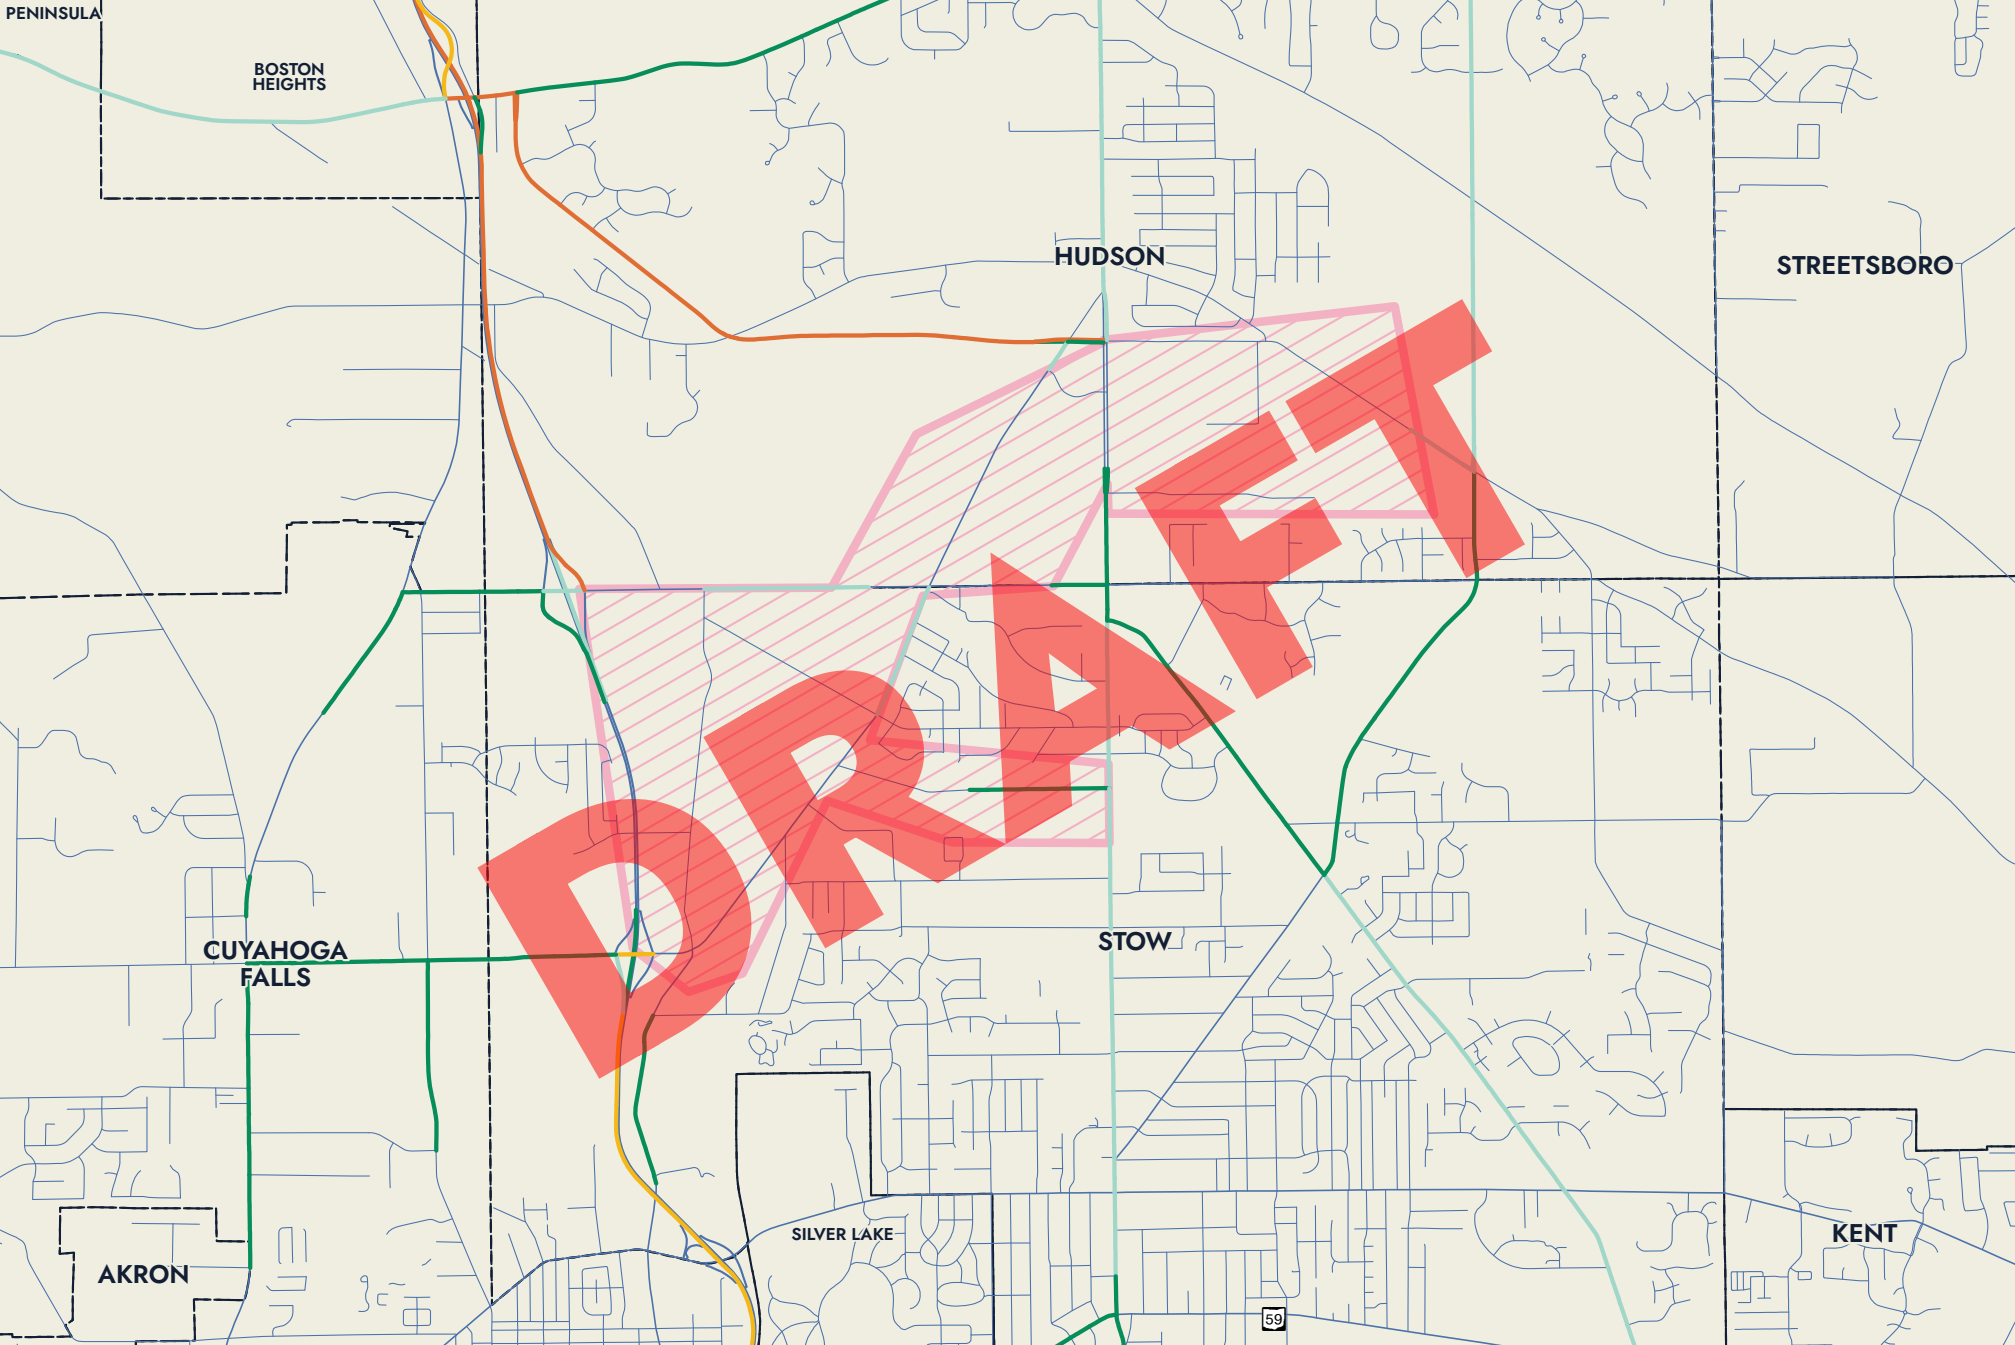 PENINSULA
BOSTON
HEIGHTS
HUDSON
STREETSBORO
DRAFT
CUYAHOGA
FALLS
STOW
SILVER LAKE
KENT
AKRON
59